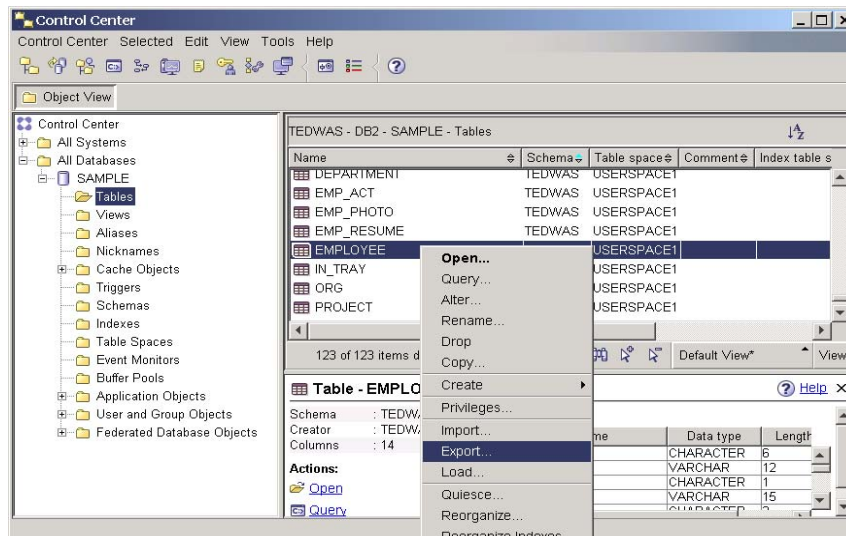 Control Center
Control Center Selected Edit View Tools Help
Object View
Control Center
All Systems
All Databases
SAMPLE
Tables
Views
Aliases
Nicknames
Cache Objects
Triggers
Schemas
Indexes
Table Spaces
Event Monitors
Buffer Pools
Application Objects
User and Group Objects
Federated Database Objects
TEDWAS - DB2 - SAMPLE - Tables
Name Schema Table space Comment Index table s
DEPARTMENT TEDWAS USERSPACE1
EMP_ACT TEDWAS USERSPACE1
EMP_PHOTO TEDWAS USERSPACE1
EMP_RESUME TEDWAS USERSPACE1
EMPLOYEE USERSPACE1
IN_TRAY USERSPACE1
ORG USERSPACE1
PROJECT USERSPACE1
123 of 123 items d
Default View* View
Open...
Query...
Alter...
Rename...
Drop
Copy...
Create
Privileges...
Import...
Export...
Load...
Quiesce...
Reorganize...
Reorganize Indexes
Table - EMPLO
Help
Schema : TEDW
Creator : TEDW
Columns : 14
Actions:
Open
Query
me Data type Length
CHARACTER 6
VARCHAR 12
CHARACTER 1
VARCHAR 15
CHARACTER 3